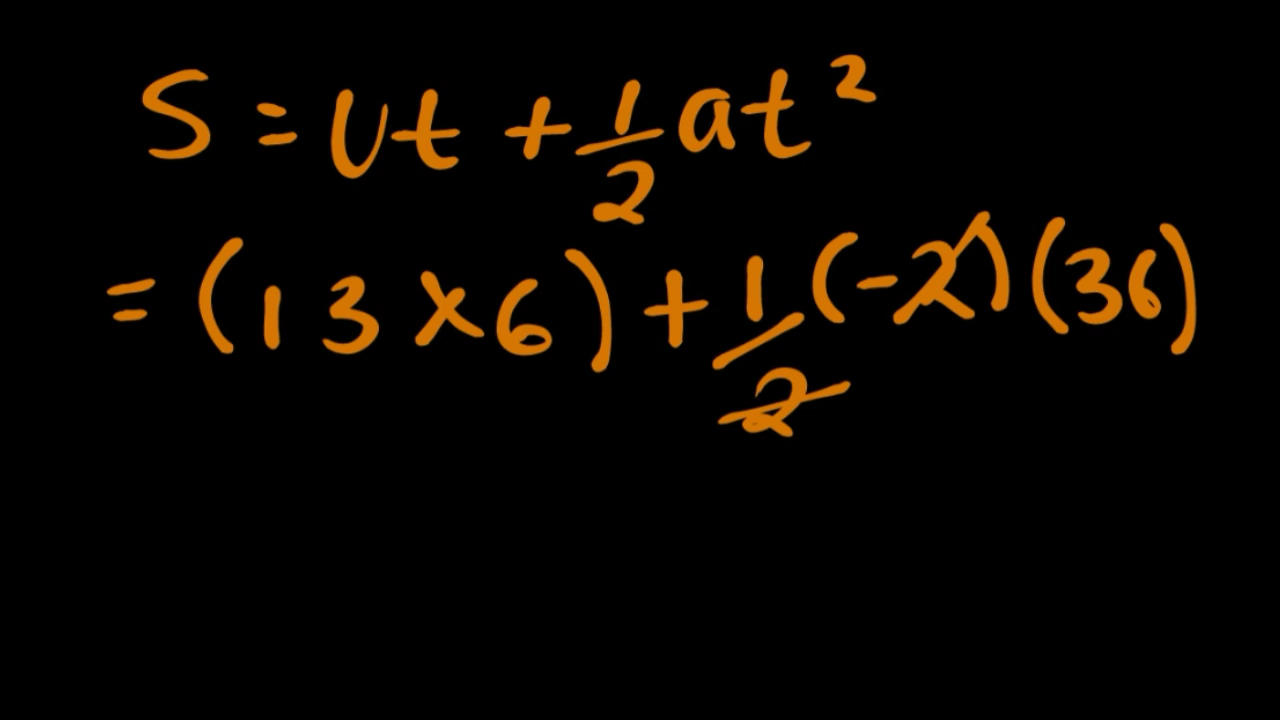 S = ut + 1/2 at²
= (13 × 6) + 1/2 (-2) (36)